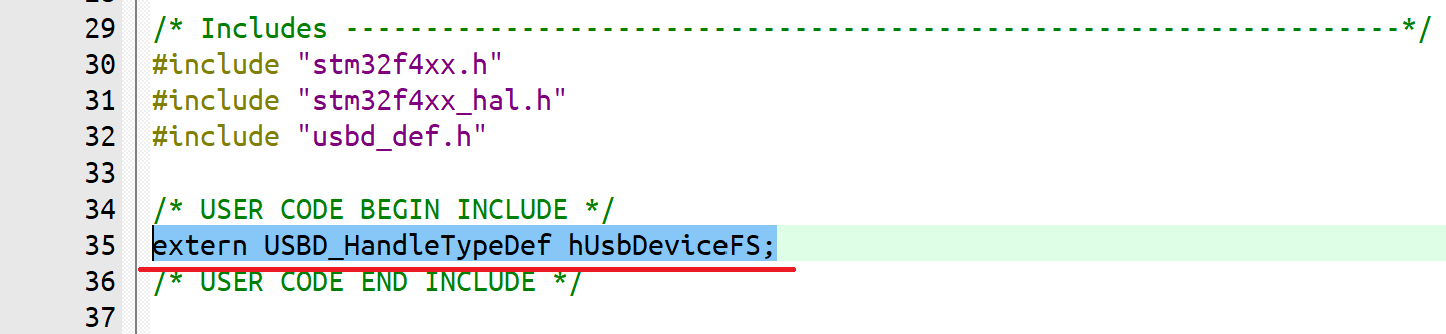 29 /* Includes ------------------------------------------------------------------*/
30 #include "stm32f4xx.h"
31 #include "stm32f4xx_hal.h"
32 #include "usbd_def.h"
33
34 /* USER CODE BEGIN INCLUDE */
35 extern USBD_HandleTypeDef hUsbDeviceFS;
36 /* USER CODE END INCLUDE */
37